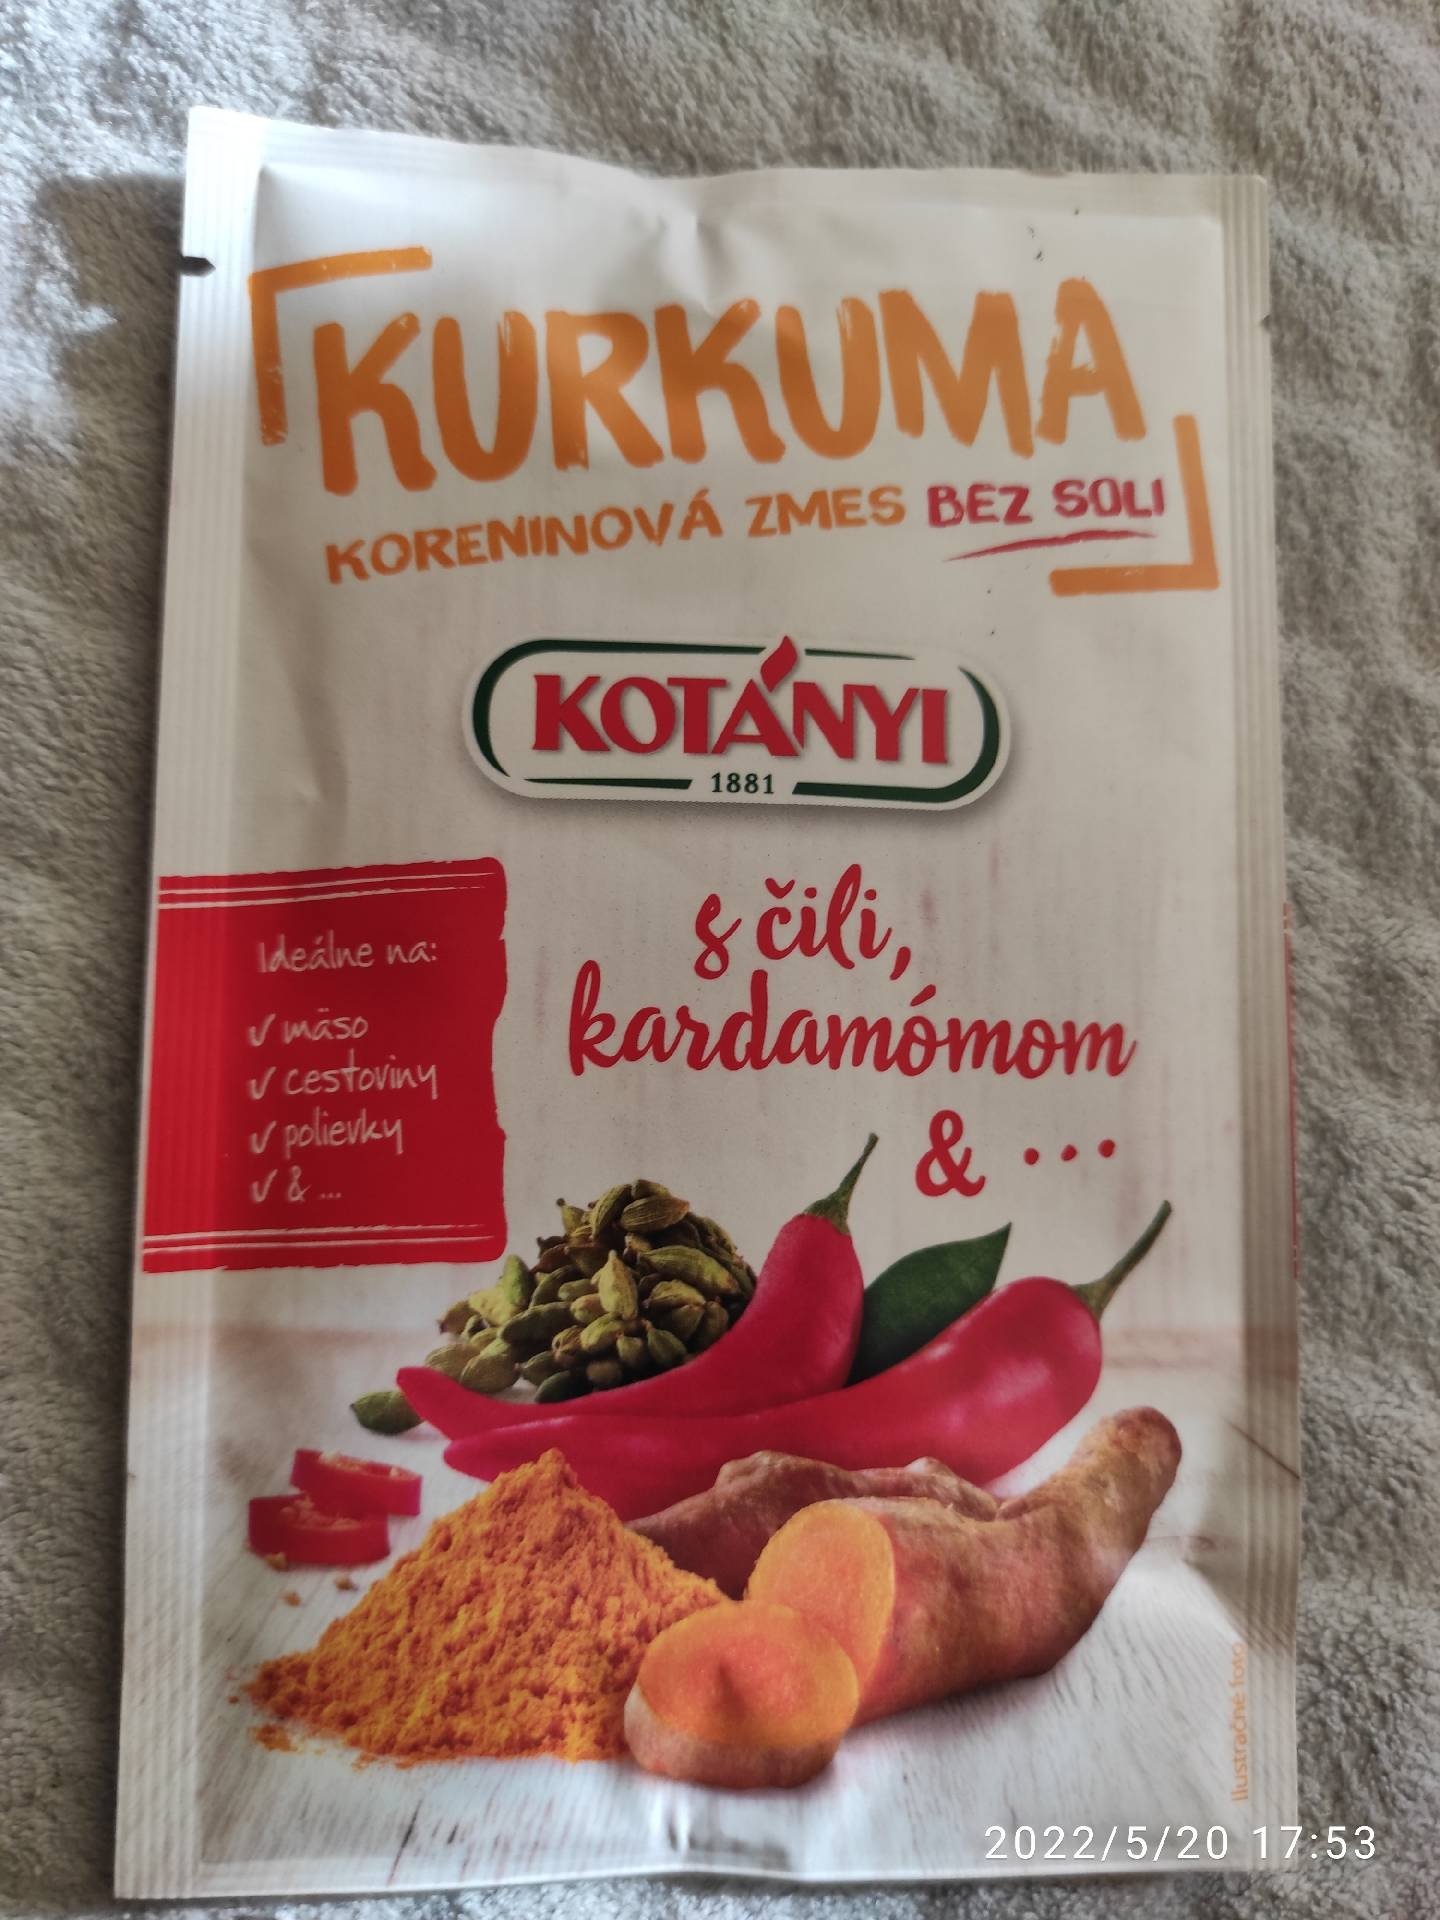 KURKUMA
KORENINOVÁ ZMES BEZ SOLI
KOTÁNYI
1881
Ideálne na:
✓ mäso
✓ cestoviny
✓ polievky
✓ & ...
s čili,
kardamómom
& ...
Ilustračné foto
2022/5/20 17:53